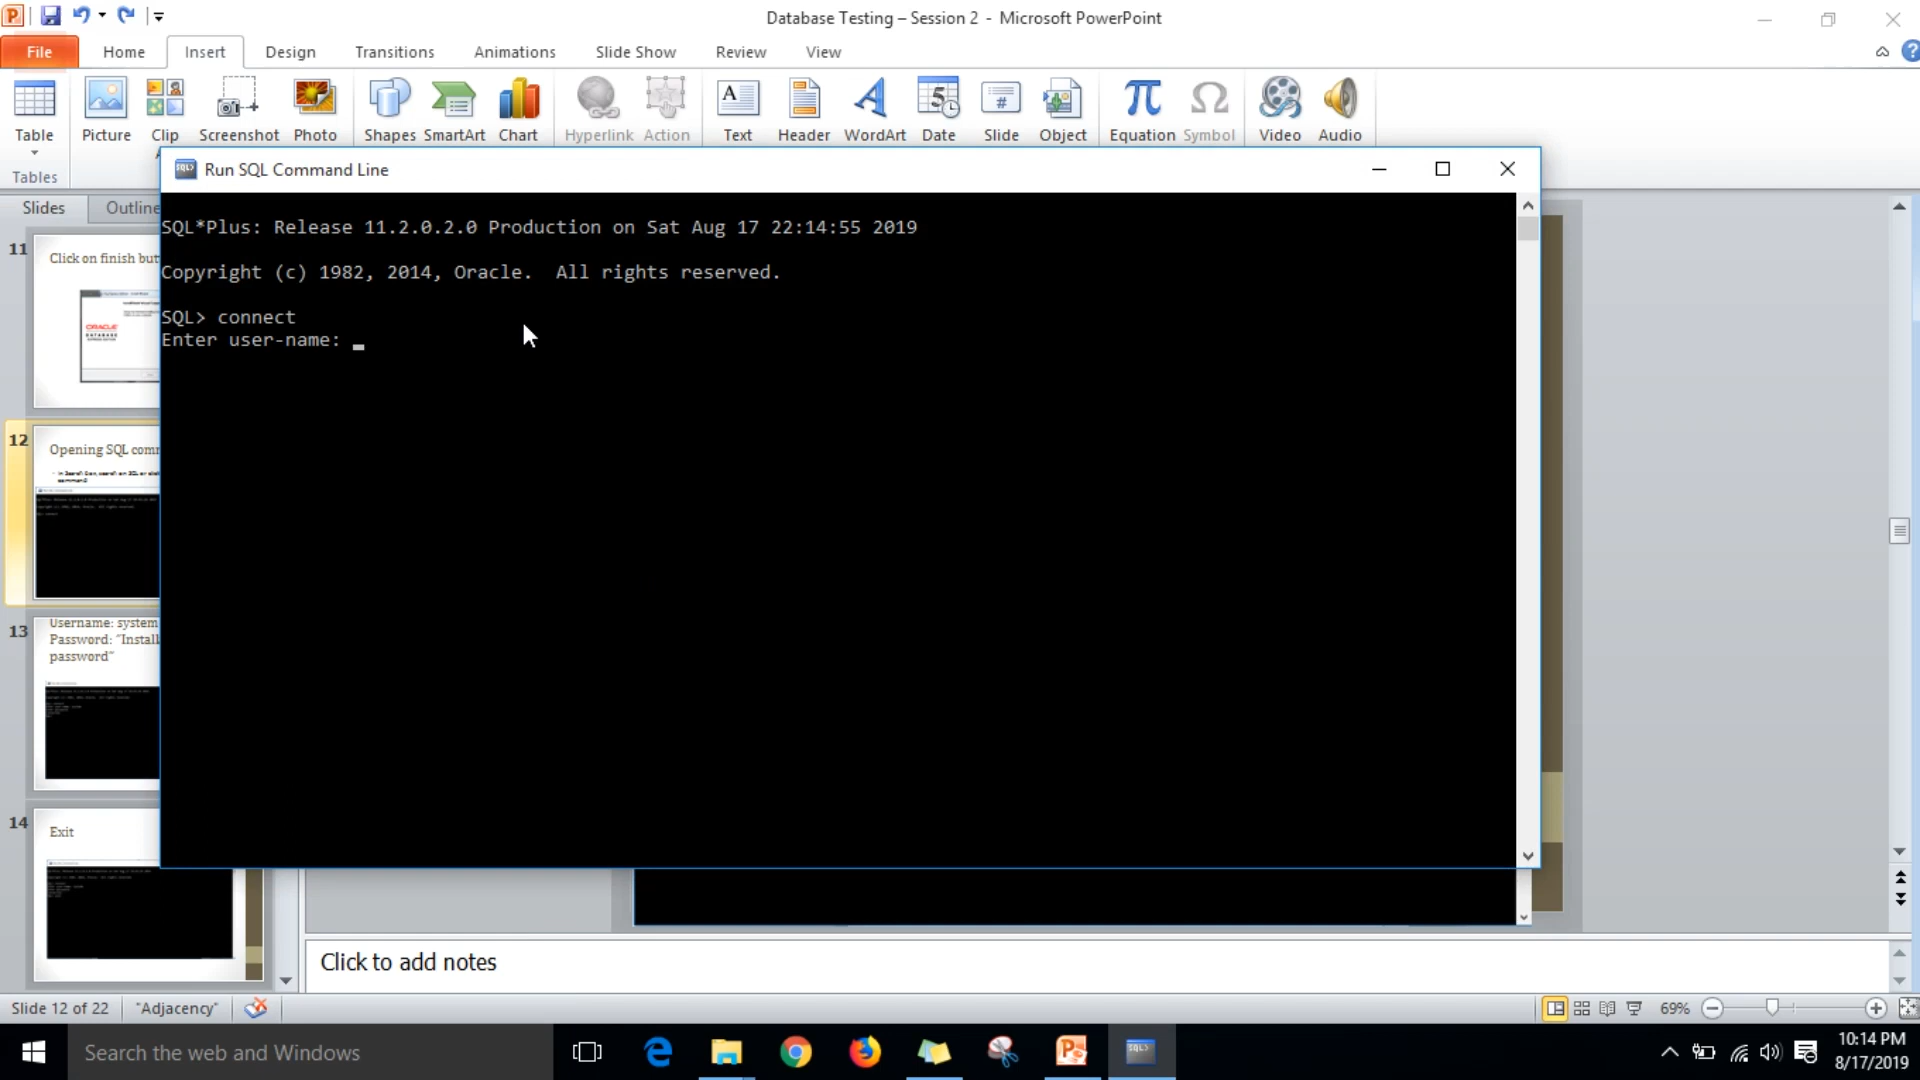 Database Testing – Session 2 - Microsoft PowerPoint
File Home Insert Design Transitions Animations Slide Show Review View
Table Picture Clip Screenshot Photo Shapes SmartArt Chart Hyperlink Action Text Header WordArt Date Slide Object Equation Symbol Video Audio
Tables
Run SQL Command Line
SQL*Plus: Release 11.2.0.2.0 Production on Sat Aug 17 22:14:55 2019
Copyright (c) 1982, 2014, Oracle.  All rights reserved.
SQL> connect
Enter user-name:
Slides Outline
11
Click on finish but
ORACLE
DATABASE
12
Opening SQL com
13
Username: system
Password: “Install
password”
14
Exit
Click to add notes
Slide 12 of 22 "Adjacency" 69%
Search the web and Windows
10:14 PM
8/17/2019